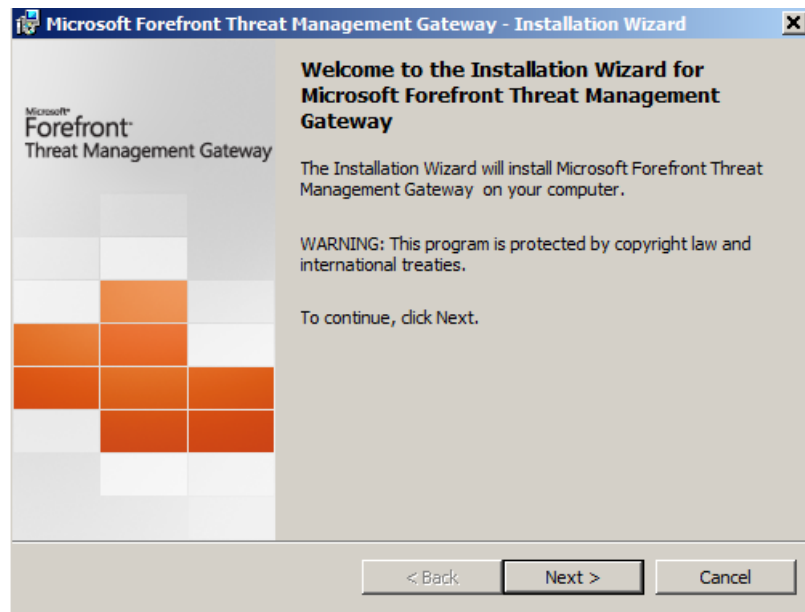 Microsoft Forefront Threat Management Gateway - Installation Wizard
Microsoft
Forefront
Threat Management Gateway
Welcome to the Installation Wizard for
Microsoft Forefront Threat Management
Gateway
The Installation Wizard will install Microsoft Forefront Threat
Management Gateway on your computer.
WARNING: This program is protected by copyright law and
international treaties.
To continue, click Next.
< Back
Next >
Cancel